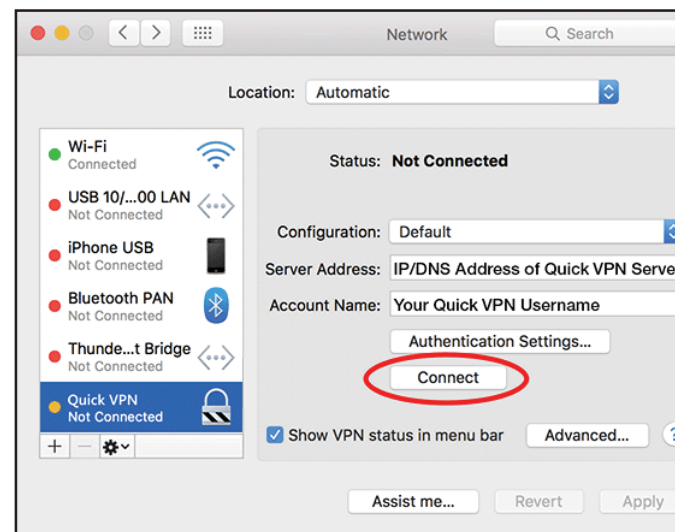 Network
Search
Location: Automatic
Wi-Fi
Connected
USB 10/...00 LAN
Not Connected
iPhone USB
Not Connected
Bluetooth PAN
Not Connected
Thunde...t Bridge
Not Connected
Quick VPN
Not Connected
Status: Not Connected
Configuration: Default
Server Address: IP/DNS Address of Quick VPN Serve
Account Name: Your Quick VPN Username
Authentication Settings...
Connect
Show VPN status in menu bar
Advanced...
?
Assist me...
Revert
Apply